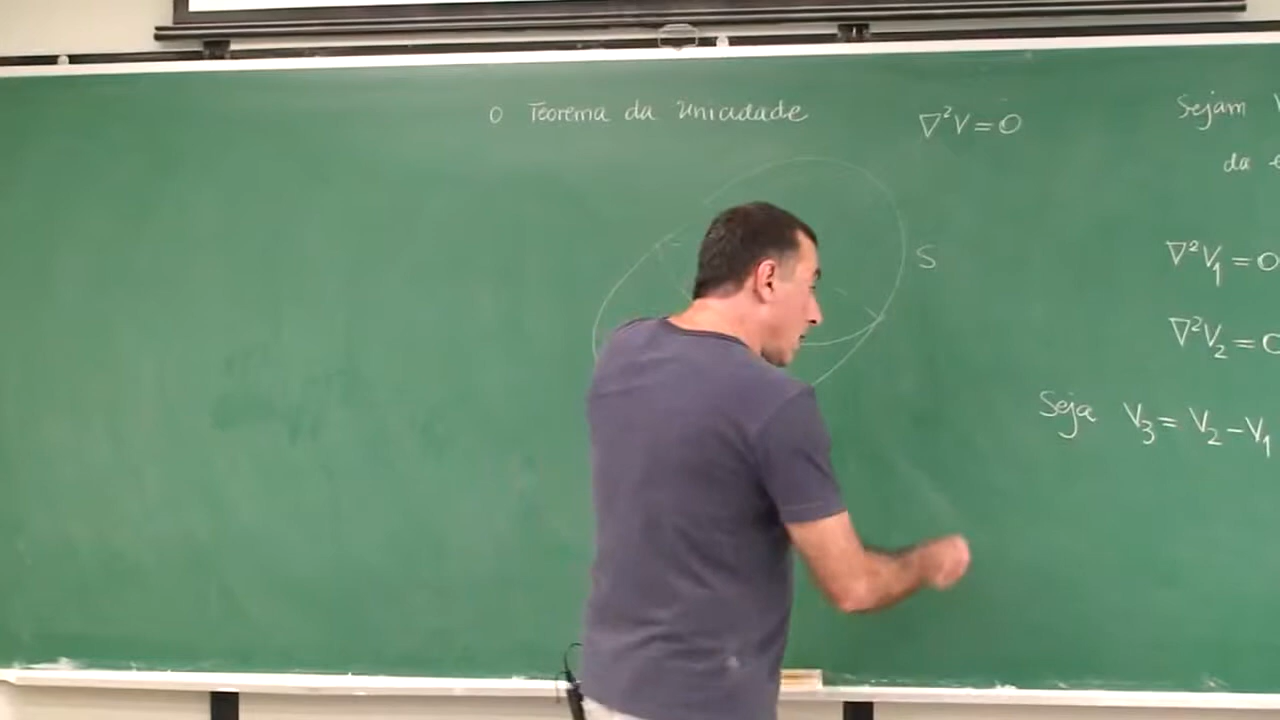 O Teorema da Unicidade
∇²V = 0
S
Sejam V
da e
∇²V₁ = 0
∇²V₂ = 0
Seja V₃ = V₂ - V₁